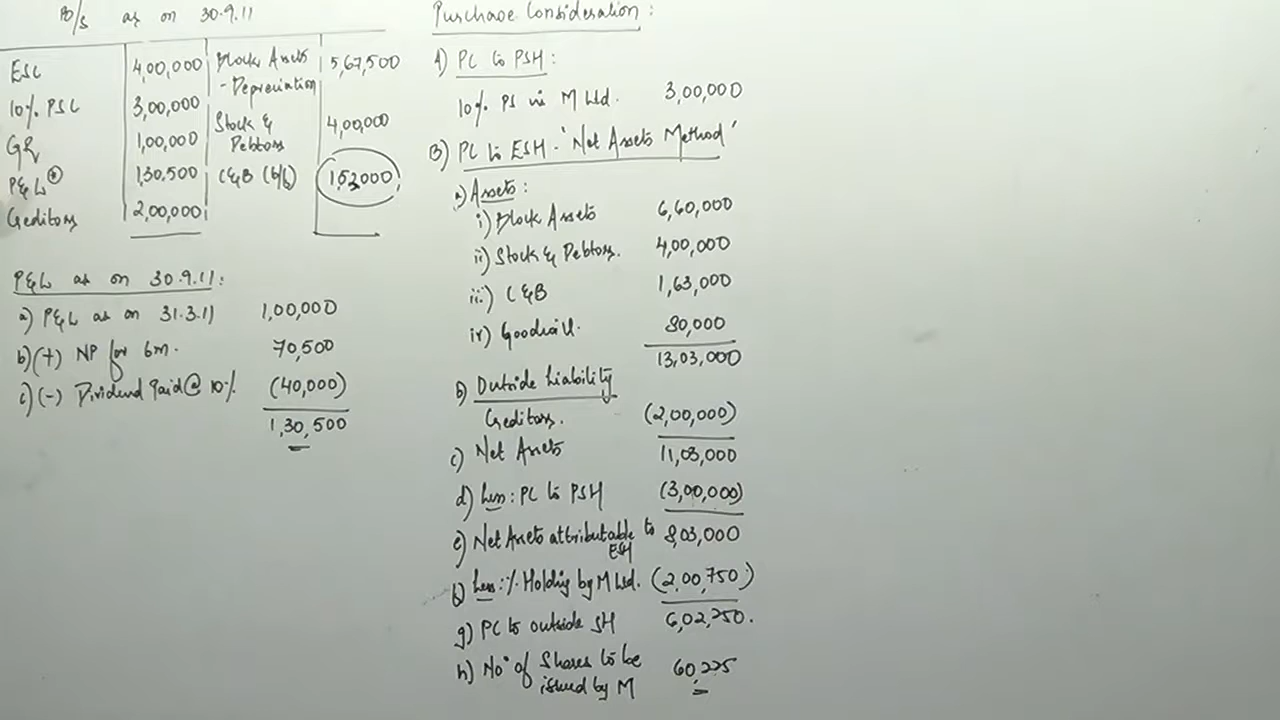 B/s as on 30.9.11
ESC 4,00,000 Block Assets 5,67,500
- Depreciation
10% PSC 3,00,000
Stock & 4,00,000
Debtors
GR 1,00,000
P&L* 1,30,500 C&B (b/f) 1,63,000
Creditors 2,00,000
P&L as on 30.9.11:
a) P&L as on 31.3.11 1,00,000
b) (+) NP for 6m. 70,500
c) (-) Dividend paid @ 10% (40,000)
1,30,500
Purchase Consideration:
A) PC to PSH:
10% PS in M Ltd. 3,00,000
B) PC to ESH - 'Net Assets Method'
a) Assets:
i) Block Assets 6,60,000
ii) Stock & Debtors. 4,00,000
iii) C&B 1,63,000
iv) Goodwill. 80,000
13,03,000
b) Outside Liability
Creditors. (2,00,000)
c) Net Assets 11,03,000
d) Less: PC to PSH (3,00,000)
e) Net Assets attributable to 8,03,000
ESH
f) Less: % Holding by M Ltd. (2,00,750)
g) PC to outside SH 6,02,250.
h) No° of Shares to be 60,225
issued by M